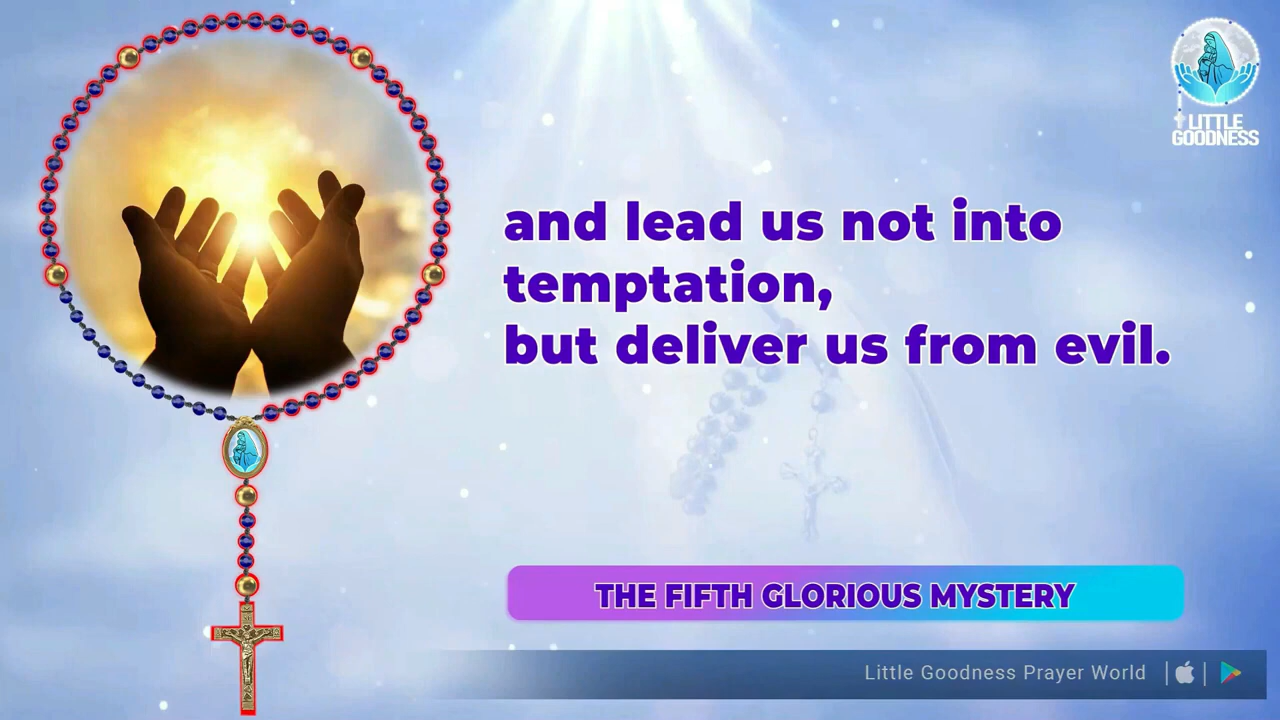 LITTLE
GOODNESS
and lead us not into
temptation,
but deliver us from evil.
THE FIFTH GLORIOUS MYSTERY
Little Goodness Prayer World